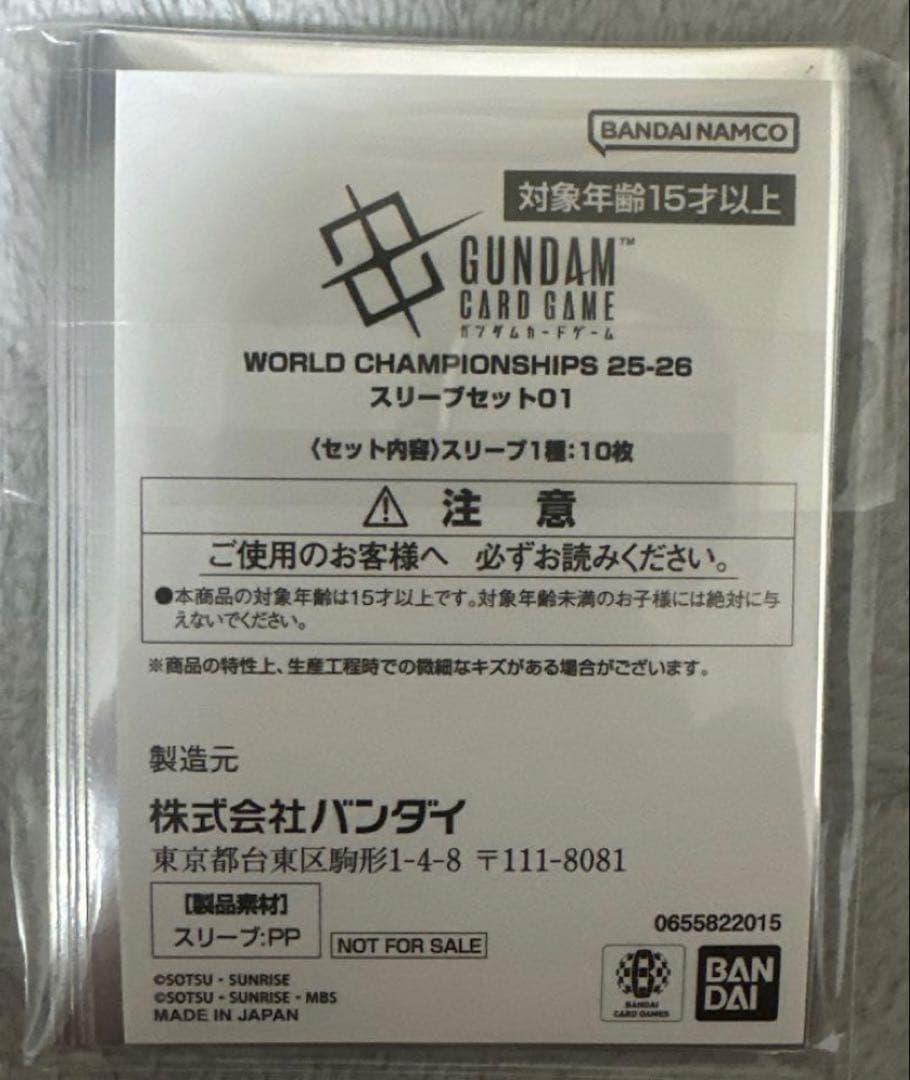 BANDAI NAMCO
対象年齢15才以上
GUNDAM™
CARD GAME
ガンダムカードゲーム
WORLD CHAMPIONSHIPS 25-26
スリーブセット01
〈セット内容〉スリーブ1種：10枚
⚠ 注 意
ご使用のお客様へ 必ずお読みください。
●本商品の対象年齢は15才以上です。対象年齢未満のお子様には絶対に与
えないでください。
※商品の特性上、生産工程時での微細なキズがある場合がございます。
製造元
株式会社バンダイ
東京都台東区駒形1-4-8 〒111-8081
【製品素材】
スリーブ:PP
NOT FOR SALE
0655822015
©SOTSU・SUNRISE
©SOTSU・SUNRISE・MBS
MADE IN JAPAN
BANDAI
CARD GAMES
BAN
DAI